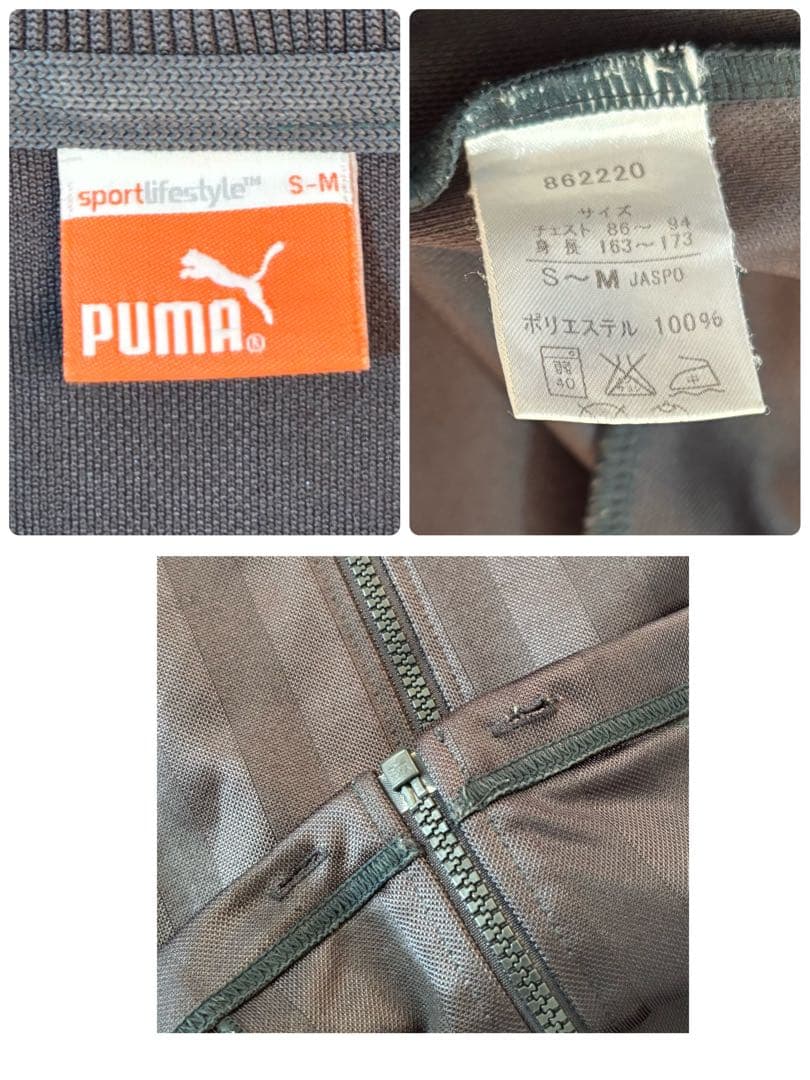 sportlifestyle™ S-M
PUMA®
862220
サイズ
チェスト 86～ 94
身長 163～173
S～M JASPO
ポリエステル 100%
40
中